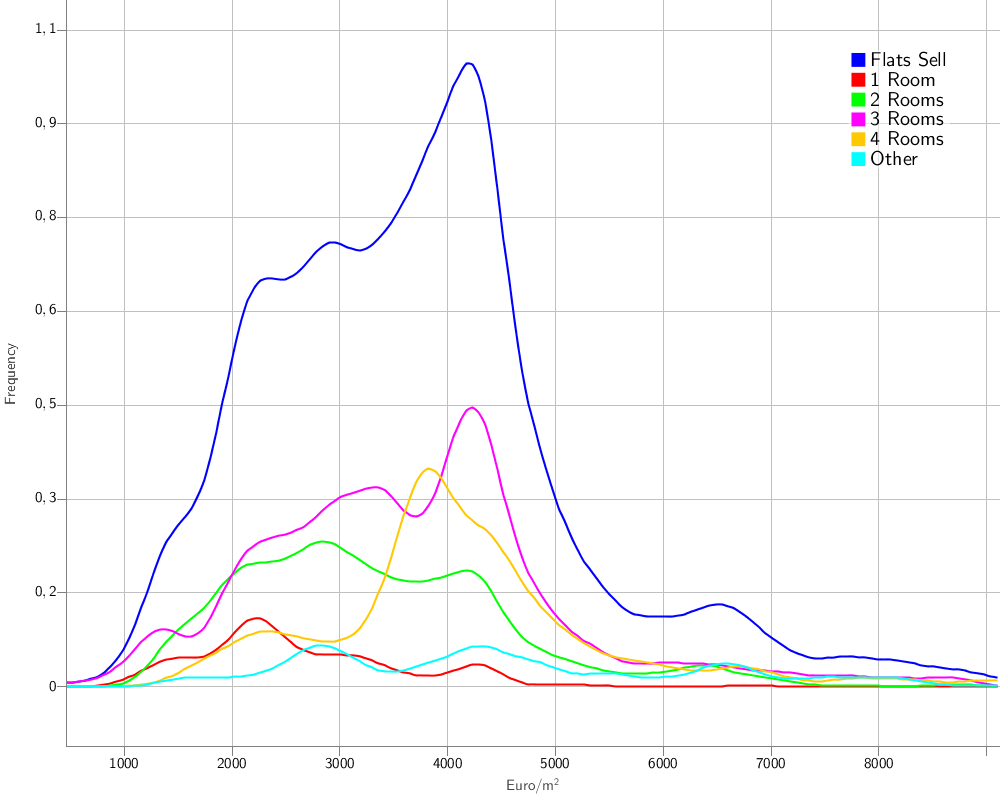 1, 1
0, 9
0, 8
0, 6
0, 5
0, 3
0, 2
0
Frequency
Flats Sell
1 Room
2 Rooms
3 Rooms
4 Rooms
Other
1000 2000 3000 4000 5000 6000 7000 8000
Euro/m²